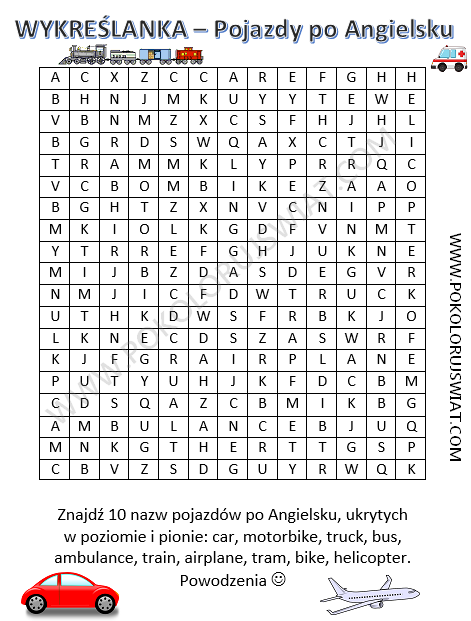 WYKREŚLANKA – Pojazdy po Angielsku
A C X Z C C A R E F G H H
B H N J M K U Y Y T E W E
V B N M Z X C S F H J H L
B G R D S W Q A X C T J I
T R A M M K L Y P R R Q C
V C B O M B I K E Z A A O
B G H T Z X N V C N I P P
M K I O L K G D F V N M T
Y T R R E F G H J U K N E
M I J B Z D A S D E G V R
N M J I C F D W T R U C K
U T H K D W S F R B K J O
L K N E C D S Z A S W R F
K J F G R A I R P L A N E
P U T Y U H J K F D C B M
C D S Q A Z C B M I K B G
A M B U L A N C E B J U Q
M N K G T H E R T T G S P
C B V Z S D G U Y R W Q K
WWW.POKOLORUJSWIAT.COM
WWW.POKOLORUJSWIAT.COM
Znajdź 10 nazw pojazdów po Angielsku, ukrytych
w poziomie i pionie: car, motorbike, truck, bus,
ambulance, train, airplane, tram, bike, helicopter.
Powodzenia ☺